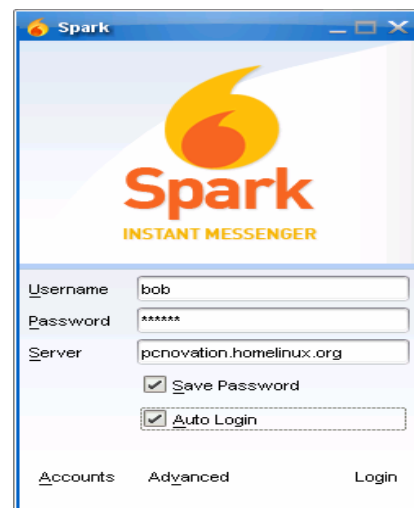 Spark
Spark
INSTANT MESSENGER
Username bob
Password ******
Server pcnovation.homelinux.org
Save Password
Auto Login
Accounts Advanced Login